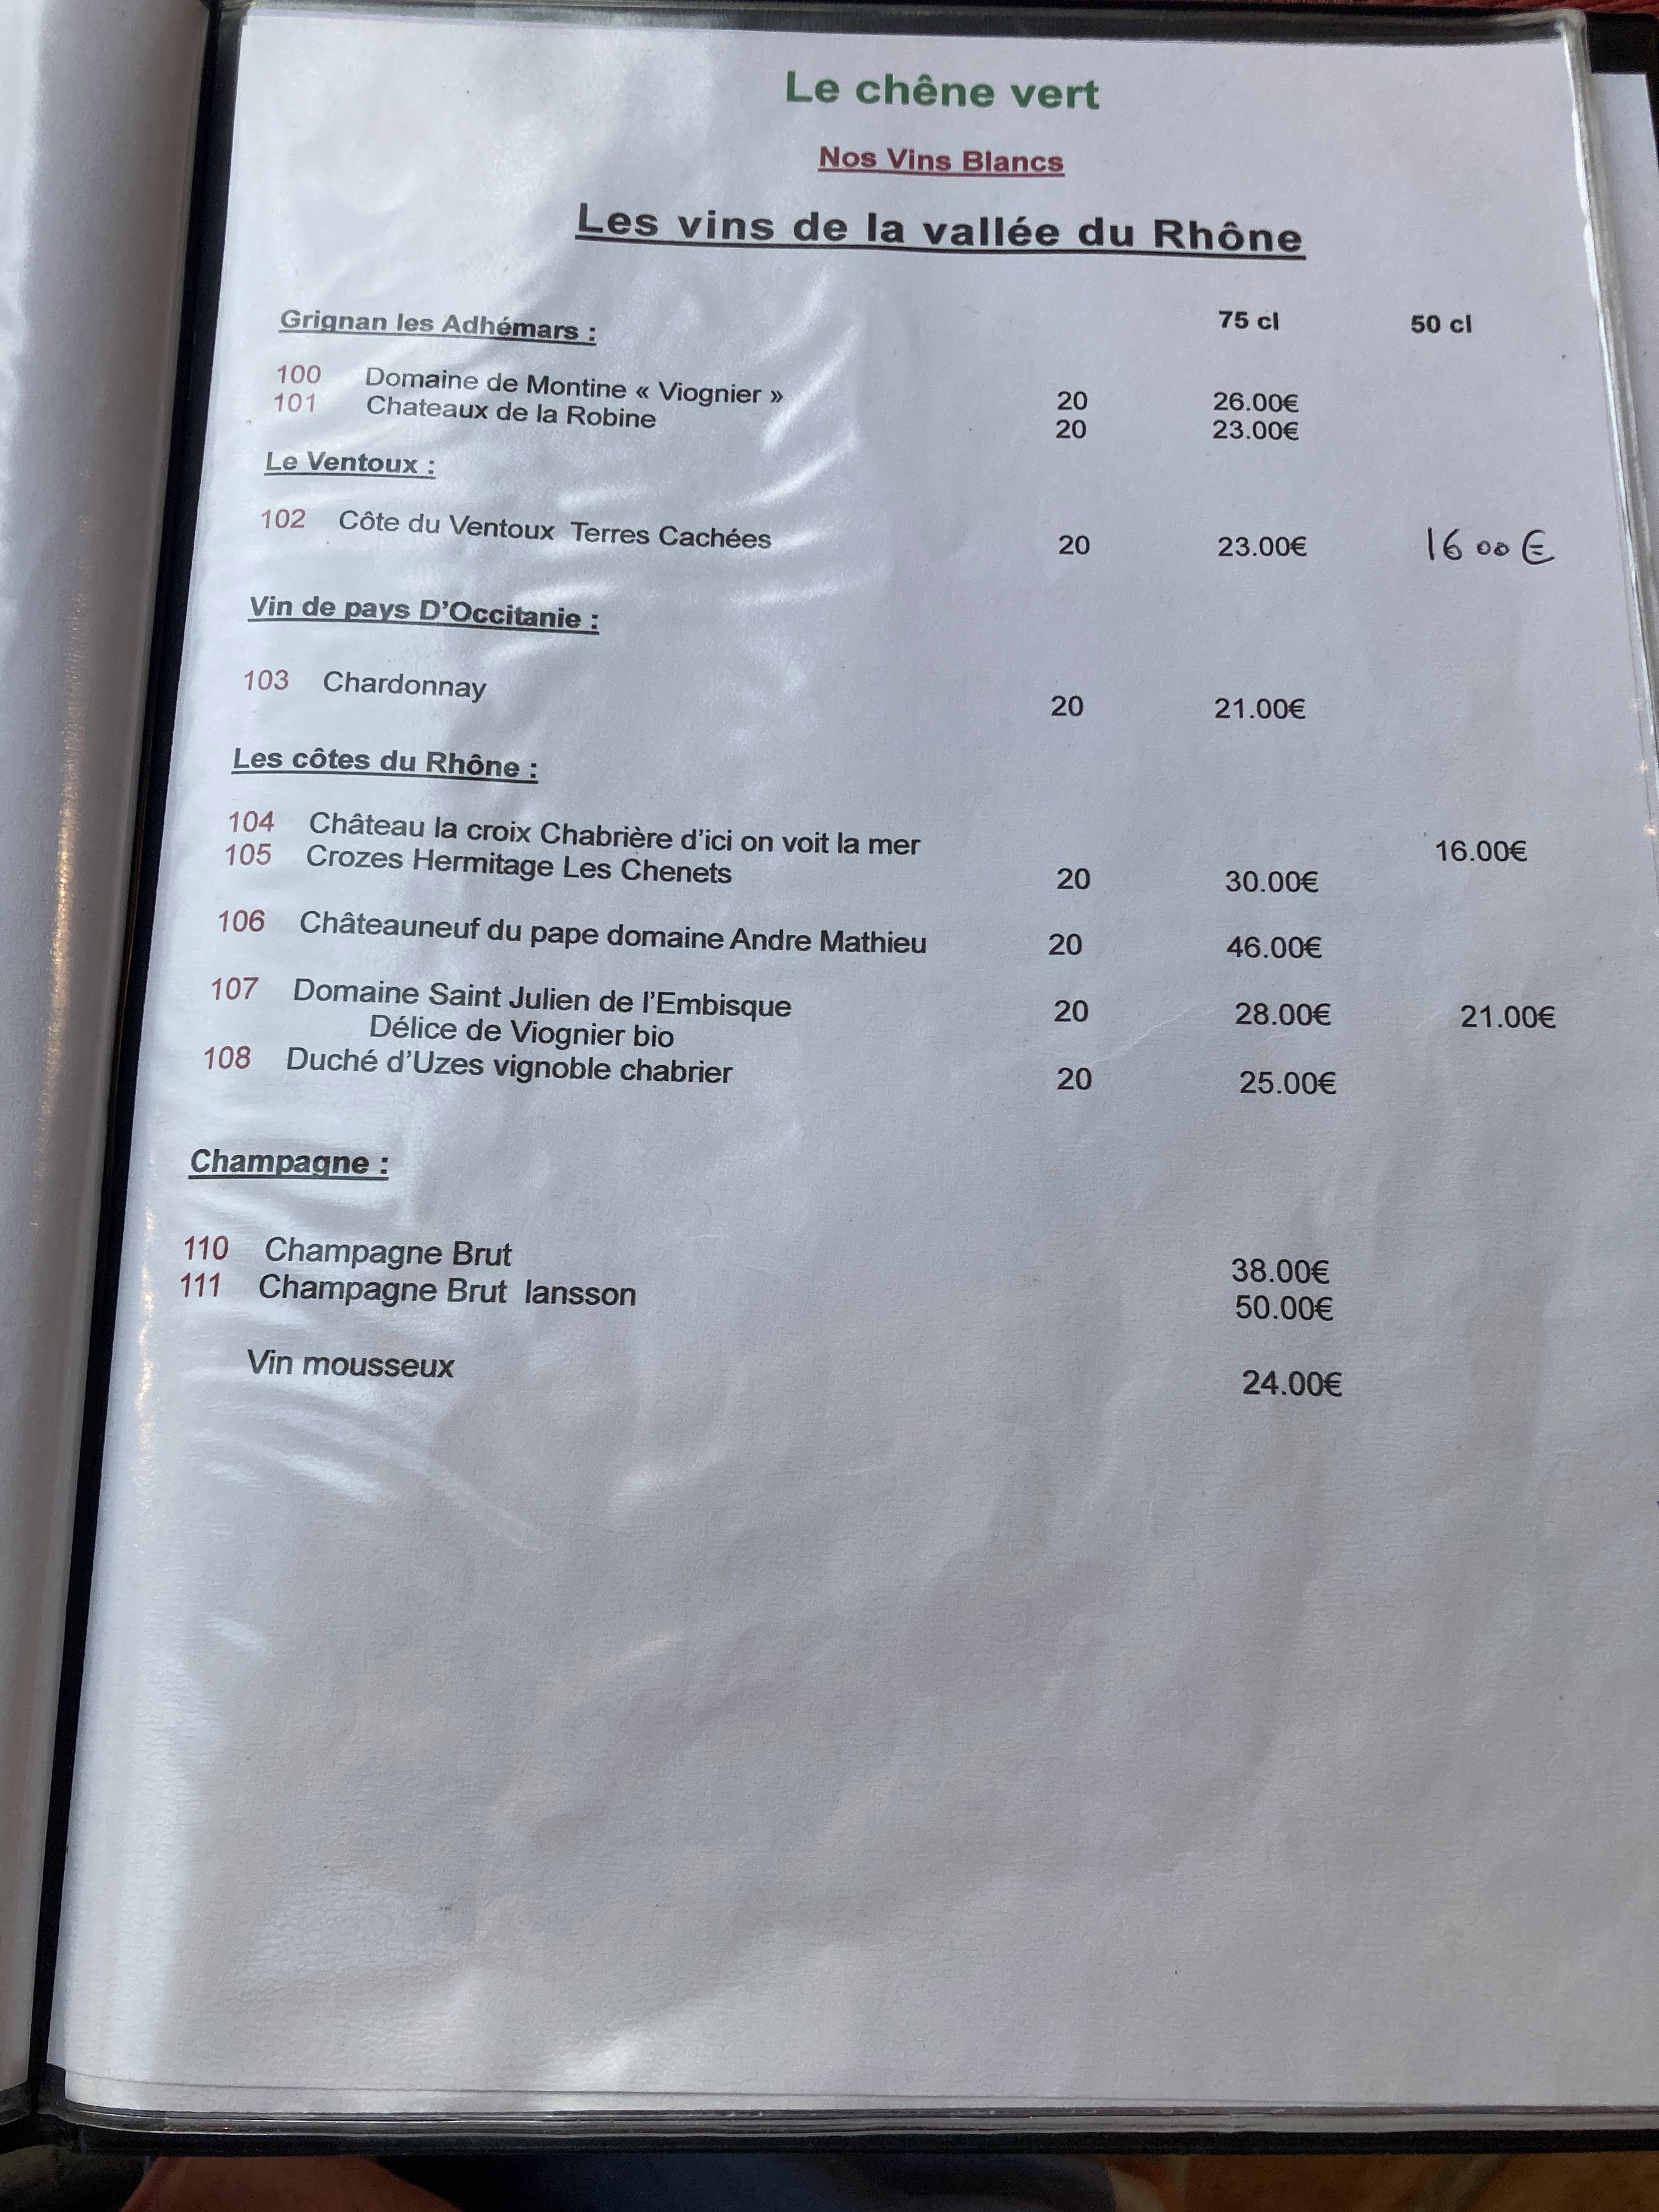 Le chêne vert
Nos Vins Blancs
Les vins de la vallée du Rhône
Grignan les Adhémars : 75 cl 50 cl
100 Domaine de Montine « Viognier » 20 26.00€
101 Chateaux de la Robine 20 23.00€
Le Ventoux :
102 Côte du Ventoux Terres Cachées 20 23.00€ 16 00 €
Vin de pays D'Occitanie :
103 Chardonnay 20 21.00€
Les côtes du Rhône :
104 Château la croix Chabrière d'ici on voit la mer 16.00€
105 Crozes Hermitage Les Chenets 20 30.00€
106 Châteauneuf du pape domaine Andre Mathieu 20 46.00€
107 Domaine Saint Julien de l'Embisque 20 28.00€ 21.00€
Délice de Viognier bio
108 Duché d'Uzes vignoble chabrier 20 25.00€
Champagne :
110 Champagne Brut 38.00€
111 Champagne Brut lansson 50.00€
Vin mousseux 24.00€